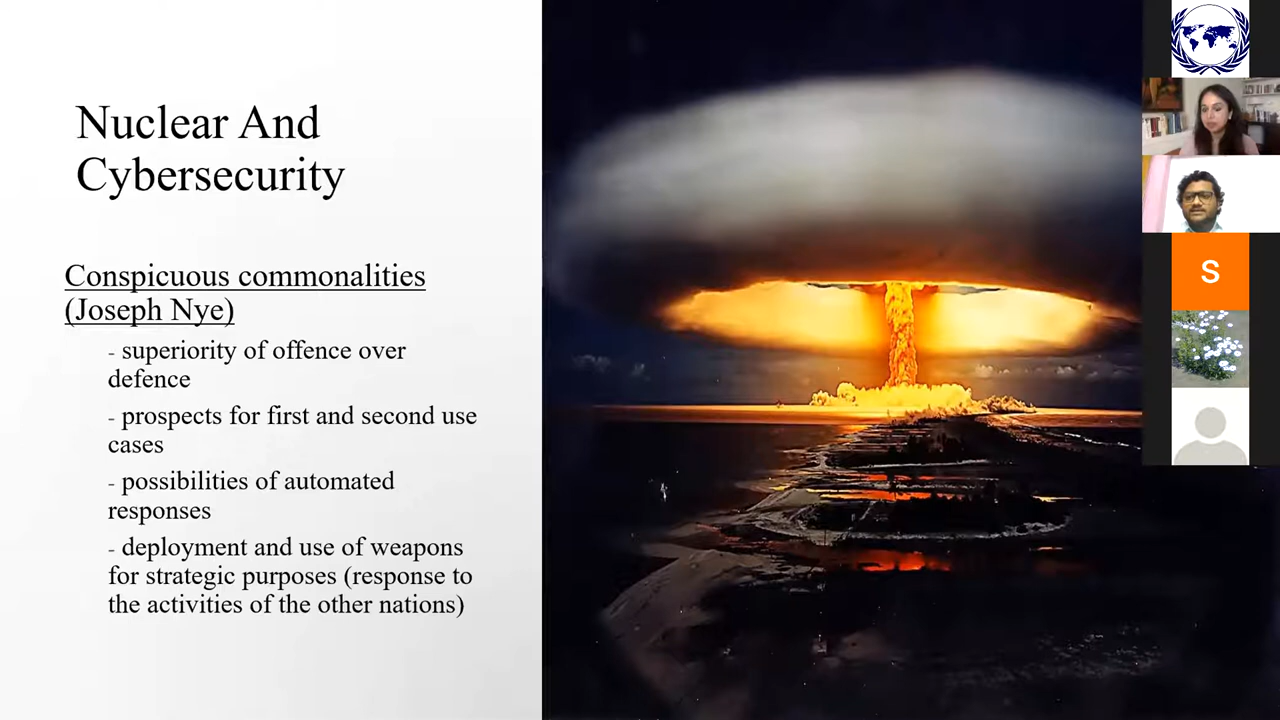 Nuclear And
Cybersecurity
Conspicuous commonalities
(Joseph Nye)
- superiority of offence over
defence
- prospects for first and second use
cases
- possibilities of automated
responses
- deployment and use of weapons
for strategic purposes (response to
the activities of the other nations)
S